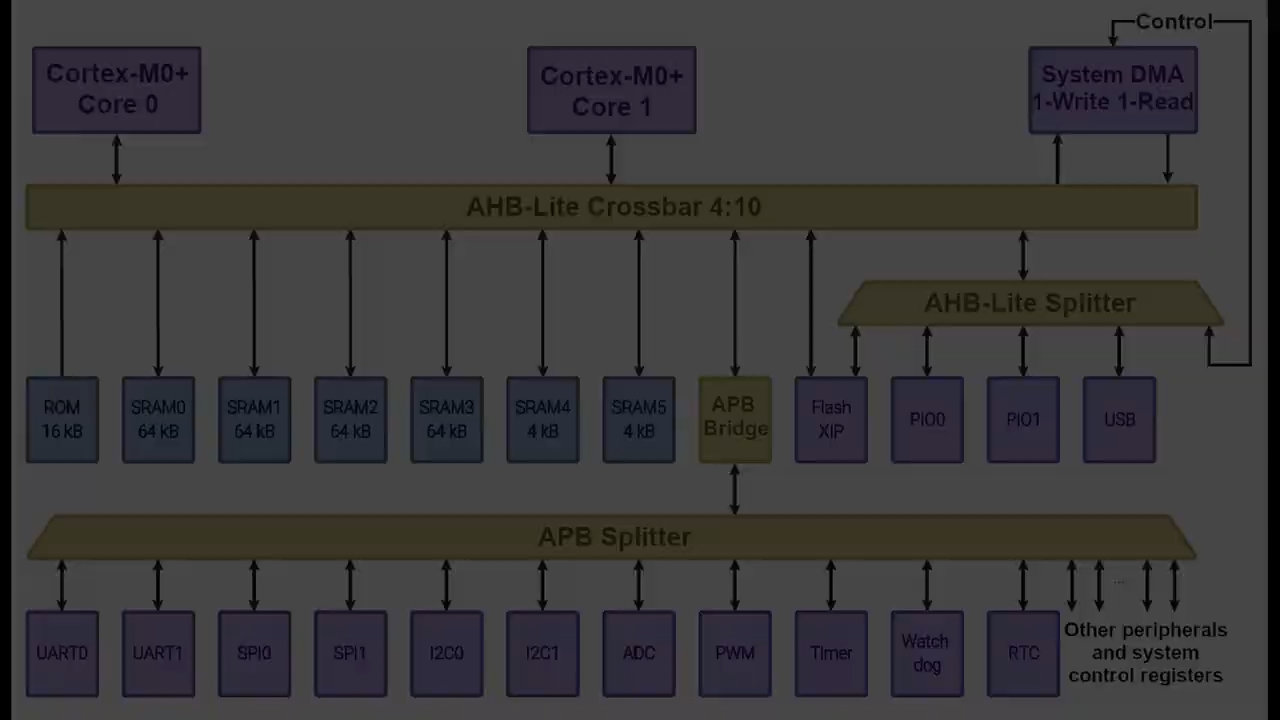 Control
Cortex-M0+
Core 0
Cortex-M0+
Core 1
System DMA
1-Write 1-Read
AHB-Lite Crossbar 4:10
AHB-Lite Splitter
ROM
16 kB
SRAM0
64 kB
SRAM1
64 kB
SRAM2
64 kB
SRAM3
64 kB
SRAM4
4 kB
SRAM5
4 kB
APB
Bridge
Flash
XIP
PIO0
PIO1
USB
APB Splitter
...
UART0
UART1
SPI0
SPI1
I2C0
I2C1
ADC
PWM
Timer
Watch
dog
RTC
Other peripherals
and system
control registers